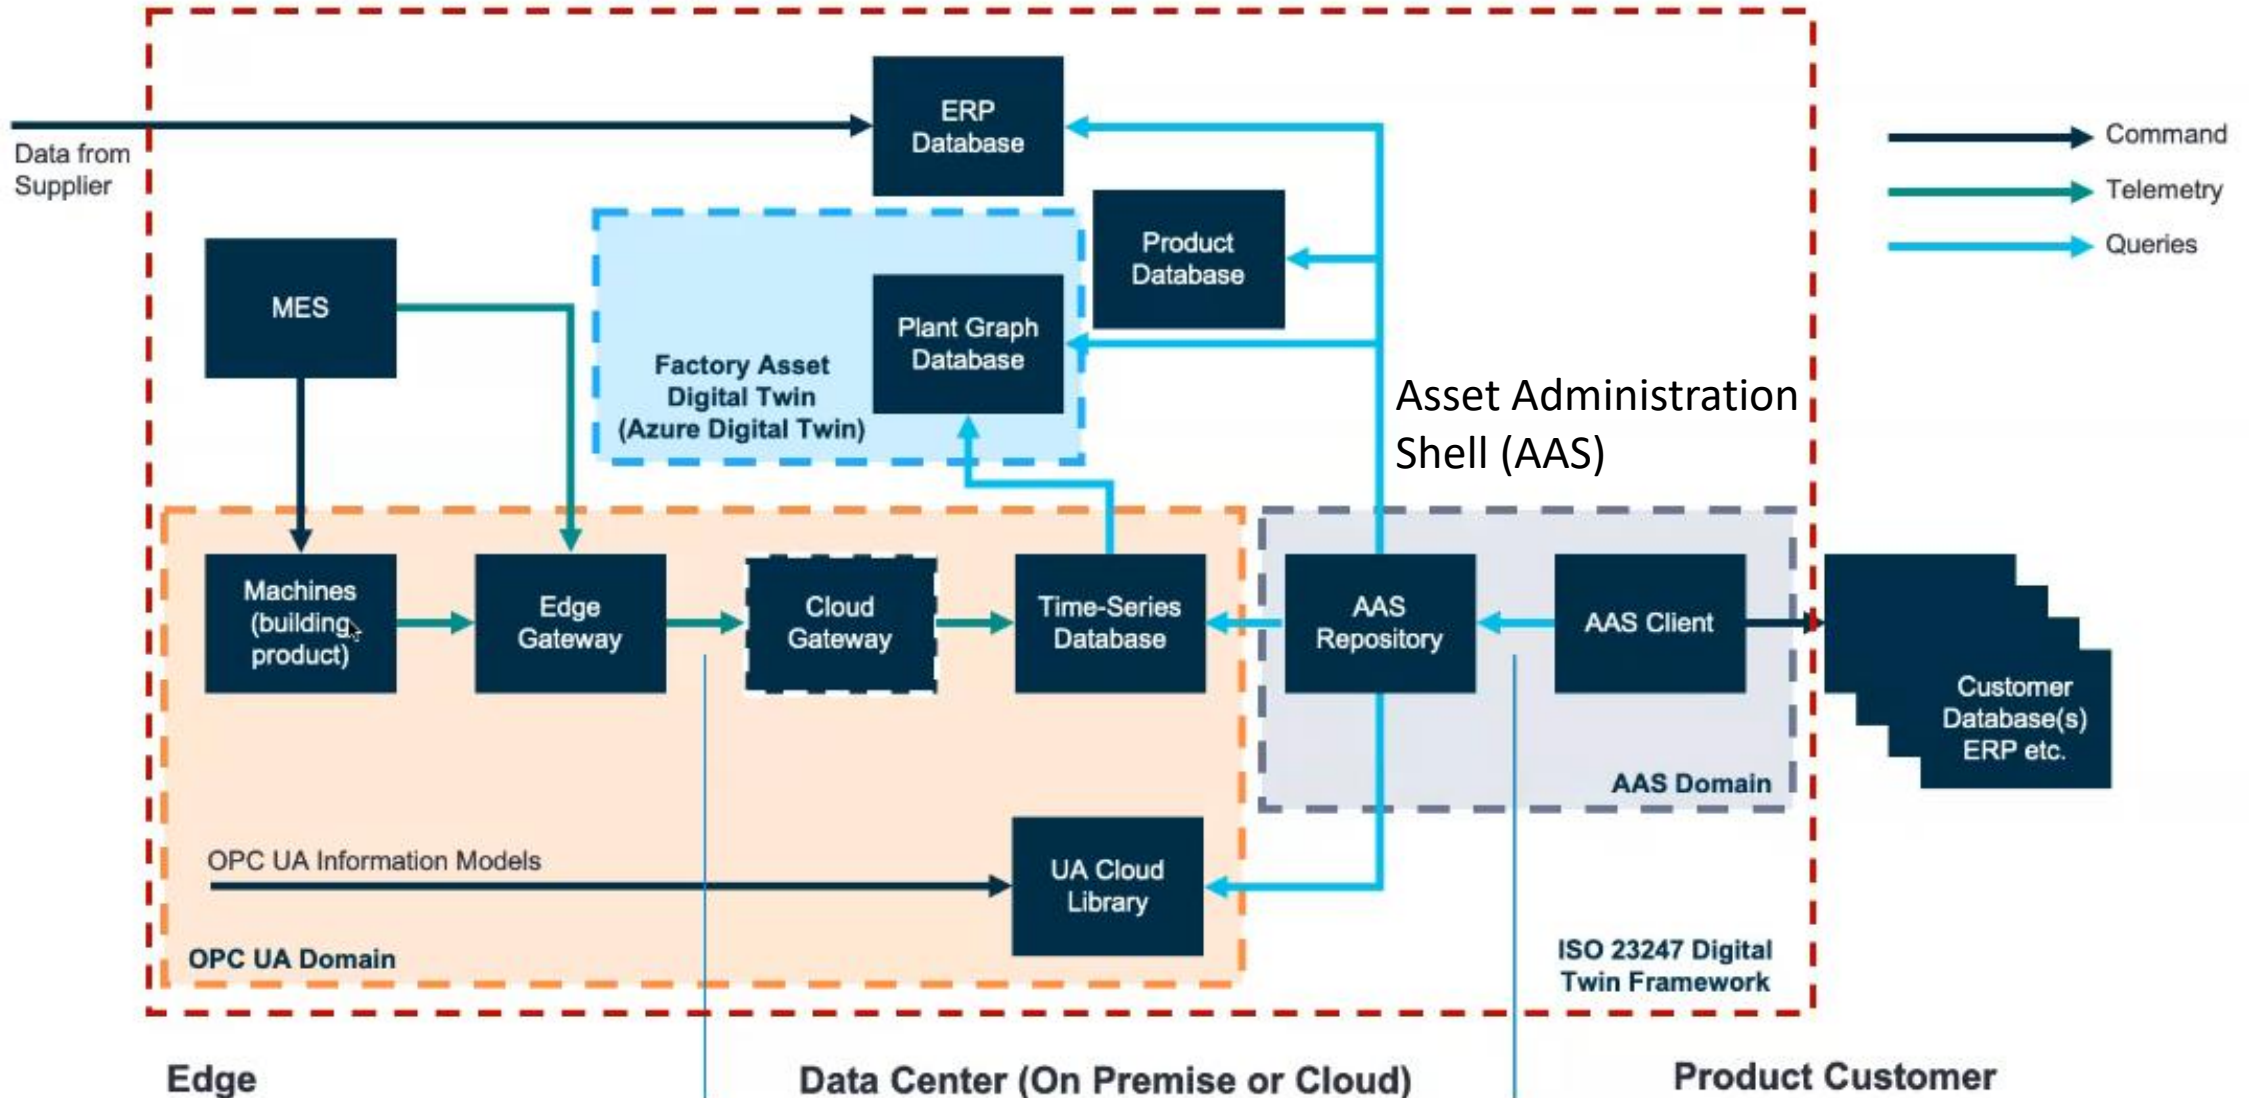 ERP
Database
Data from
Supplier
Command
Telemetry
Queries
Product
Database
MES
Plant Graph
Database
Factory Asset
Digital Twin
(Azure Digital Twin)
Asset Administration
Shell (AAS)
Machines
(building
product)
Edge
Gateway
Cloud
Gateway
Time-Series
Database
AAS
Repository
AAS Client
Customer
Database(s)
ERP etc.
AAS Domain
OPC UA Information Models
UA Cloud
Library
OPC UA Domain
ISO 23247 Digital
Twin Framework
Edge
Data Center (On Premise or Cloud)
Product Customer